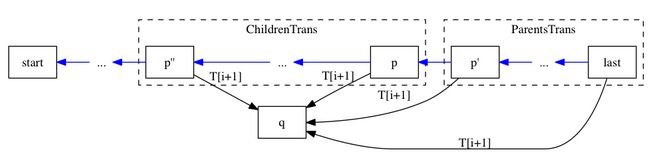 ChildrenTrans
ParentsTrans
start
...
p''
...
p
p'
...
last
T[i+1]
T[i+1]
T[i+1]
q
T[i+1]